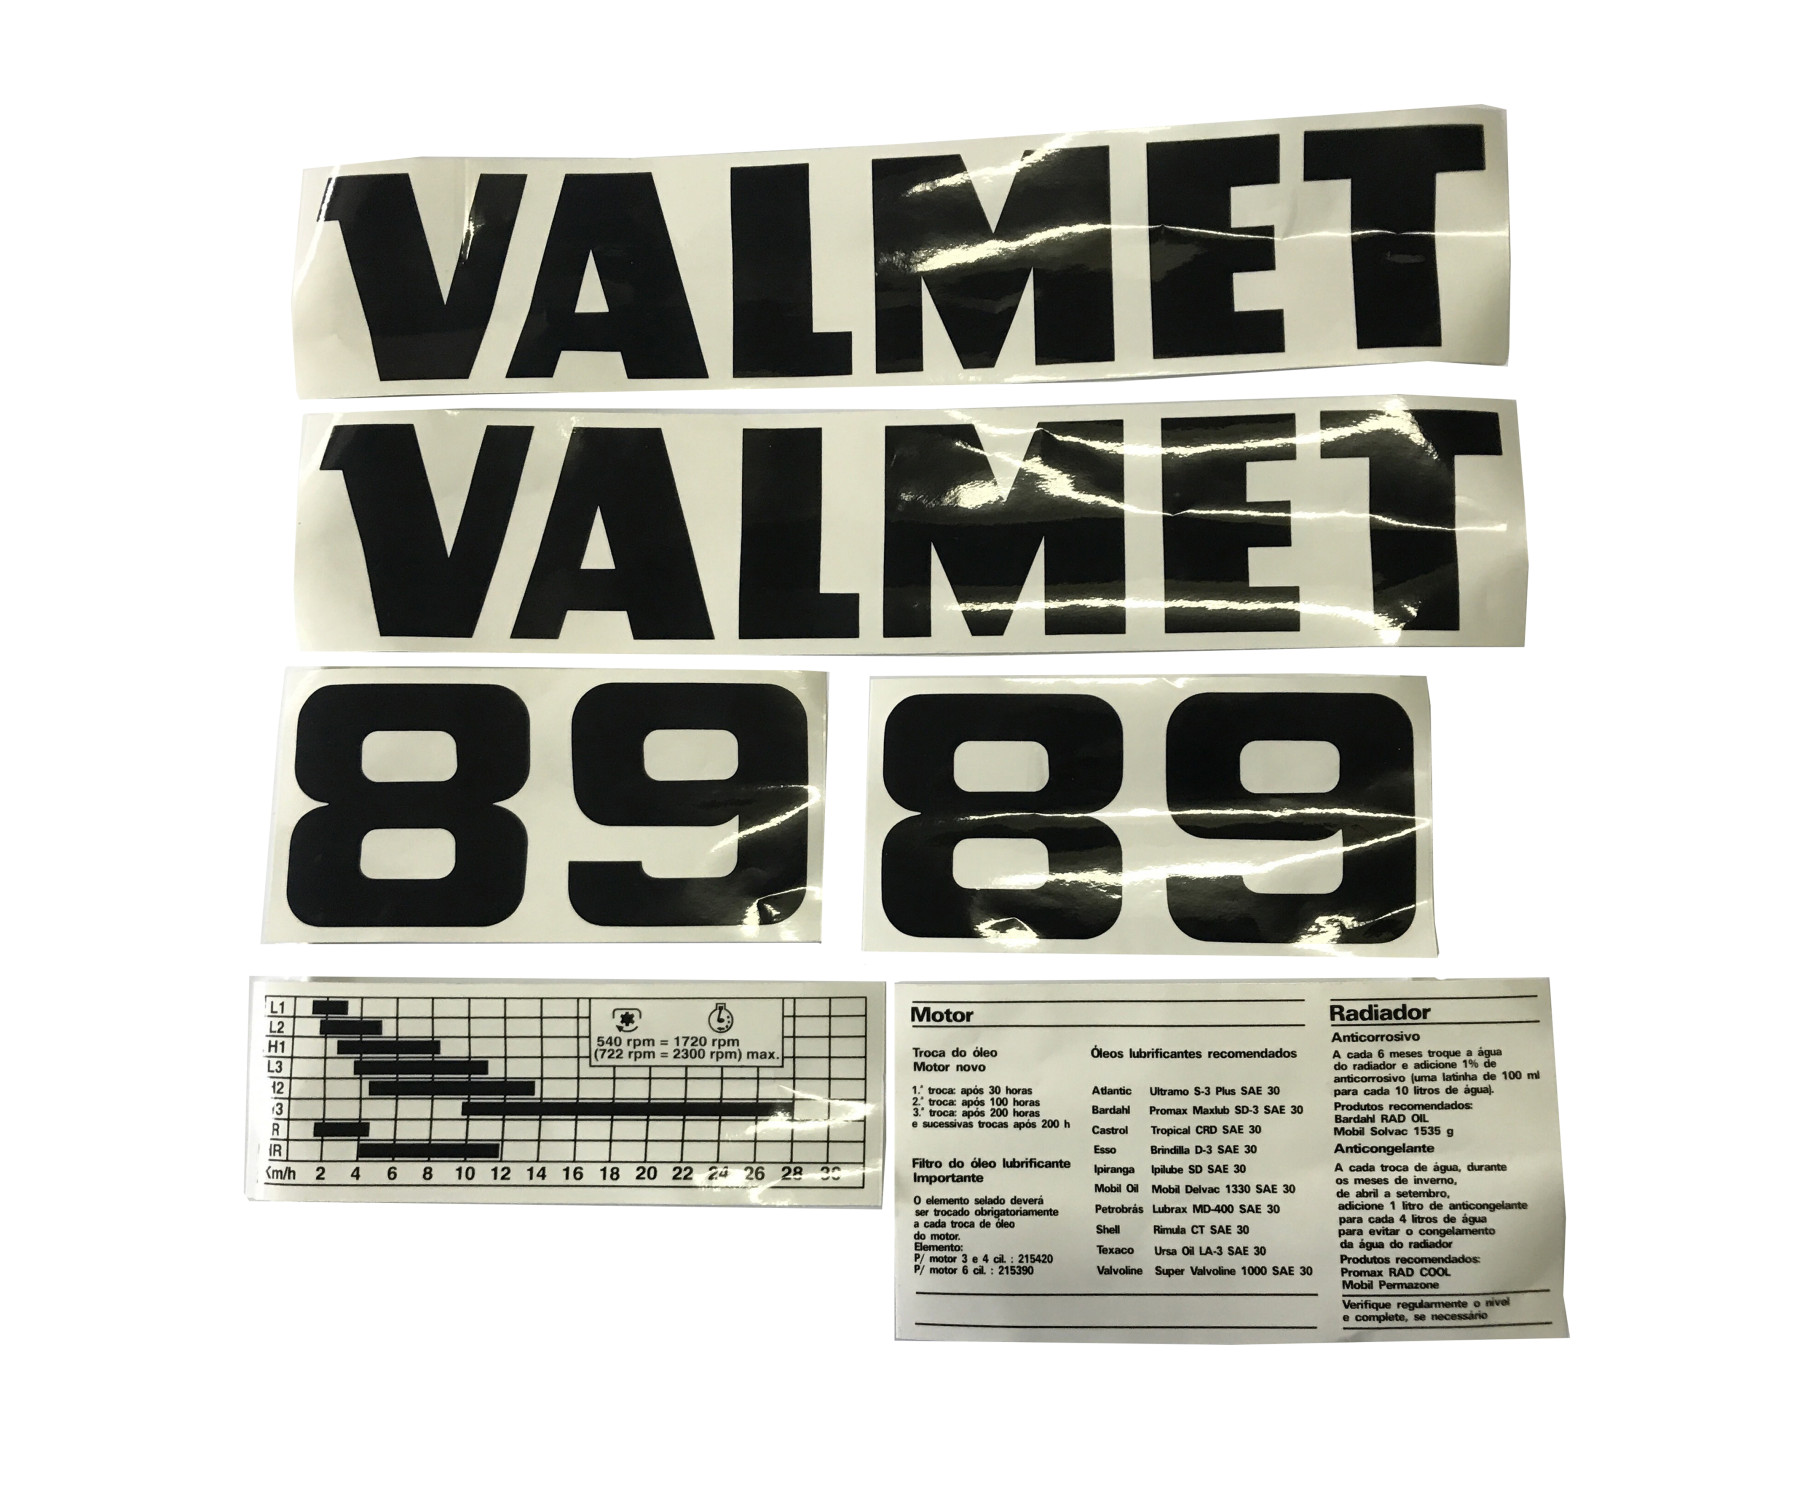 VALMET
VALMET
89
89
L1
L2
H1
L3
H2
R
540 rpm = 1720 rpm
(722 rpm = 2300 rpm) max.
Km/h 2 4 6 8 10 12 14 16 18 20 22 24 26 28 30
Motor
Troca do óleo
Motor novo
1.ª troca: após 30 horas
2.ª troca: após 100 horas
3.ª troca: após 200 horas
e sucessivas trocas após 200 h
Filtro do óleo lubrificante
Importante
O elemento selado deverá
ser trocado obrigatoriamente
a cada troca de óleo
do motor.
Elemento:
P/ motor 3 e 4 cil. : 215420
P/ motor 6 cil. : 215390
Óleos lubrificantes recomendados
Atlantic Ultramo S-3 Plus SAE 30
Bardahl Promax Maxlub SD-3 SAE 30
Castrol Tropical CRD SAE 30
Esso Brindilla D-3 SAE 30
Ipiranga Ipilube SD SAE 30
Mobil Oil Mobil Delvac 1330 SAE 30
Petrobrás Lubrax MD-400 SAE 30
Shell Rimula CT SAE 30
Texaco Ursa Oil LA-3 SAE 30
Valvoline Super Valvoline 1000 SAE 30
Radiador
Anticorrosivo
A cada 6 meses troque a água
do radiador e adicione 1% de
anticorrosivo (uma latinha de 100 ml
para cada 10 litros de água).
Produtos recomendados:
Bardahl RAD OIL
Mobil Solvac 1535 g
Anticongelante
A cada troca de água, durante
os meses de inverno,
de abril a setembro,
adicione 1 litro de anticongelante
para cada 4 litros de água
para evitar o congelamento
da água do radiador
Produtos recomendados:
Promax RAD COOL
Mobil Permazone
Verifique regularmente o nível
e complete, se necessário